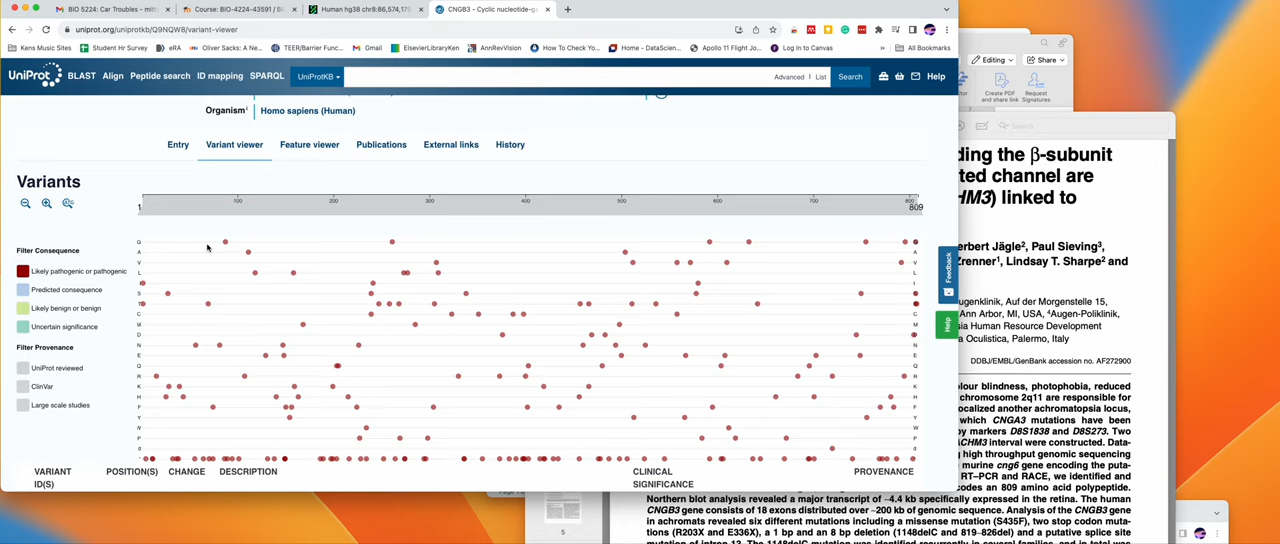 BIO 5224: Car Troubles - mits
Course: BIO-4224-43591 / Bi
Human hg38 chr8:86,574,179
CNGB3 - Cyclic nucleotide-ga
uniprot.org/uniprotkb/Q9NQW8/variant-viewer
Kens Music Sites
Student Hr Survey
eRA
Oliver Sacks: A Ne...
TEER/Barrier Func...
Gmail
ElsevierLibraryKen
AnnRevVision
How To Check Yo...
Home - DataScien...
Apollo 11 Flight Jo...
Log In to Canvas
All Bookmarks
Editing
Share
Create PDF
and share link
Request
Signatures
Search
UniProt
BLAST Align Peptide search ID mapping SPARQL
UniProtKB
Advanced | List
Search
Help
Organism
Homo sapiens (Human)
Entry Variant viewer Feature viewer Publications External links History
Variants
100 200 300 400 500 600 700 800
1
809
Filter Consequence
Likely pathogenic or pathogenic
Predicted consequence
Likely benign or benign
Uncertain significance
Filter Provenance
UniProt reviewed
ClinVar
Large scale studies
G
A
V
L
I
S
T
C
M
D
N
E
Q
R
K
H
F
Y
W
P
d
*
Feedback
Help
VARIANT
ID(S)
POSITION(S)
CHANGE
DESCRIPTION
CLINICAL
SIGNIFICANCE
PROVENANCE
ding the β-subunit
ted channel are
HM3) linked to
erbert Jägle, Paul Sieving3,
Zrenner1, Lindsay T. Sharpe2 and
augenklinik, Auf der Morgenstelle 15,
Ann Arbor, MI, USA, 4Augen-Poliklinik,
sia Human Resource Development
a Oculistica, Palermo, Italy
DDBJ/EMBL/GenBank accession no. AF272900
olour blindness, photophobia, reduced
chromosome 2q11 are responsible for
ocalized another achromatopsia locus,
which CNGA3 mutations have been
by markers D8S1838 and D8S273. Two
ACHM3 interval were constructed. Data-
high throughput genomic sequencing
murine cng6 gene encoding the puta-
RT–PCR and RACE, we identified and
codes an 809 amino acid polypeptide.
Northern blot analysis revealed a major transcript of ~4.4 kb specifically expressed in the retina. The human
CNGB3 gene consists of 18 exons distributed over ~200 kb of genomic sequence. Analysis of the CNGB3 gene
in achromats revealed six different mutations including a missense mutation (S435F), two stop codon muta-
tions (R203X and E336X), a 1 bp and an 8 bp deletion (1148delC and 819–826del) and a putative splice site
5